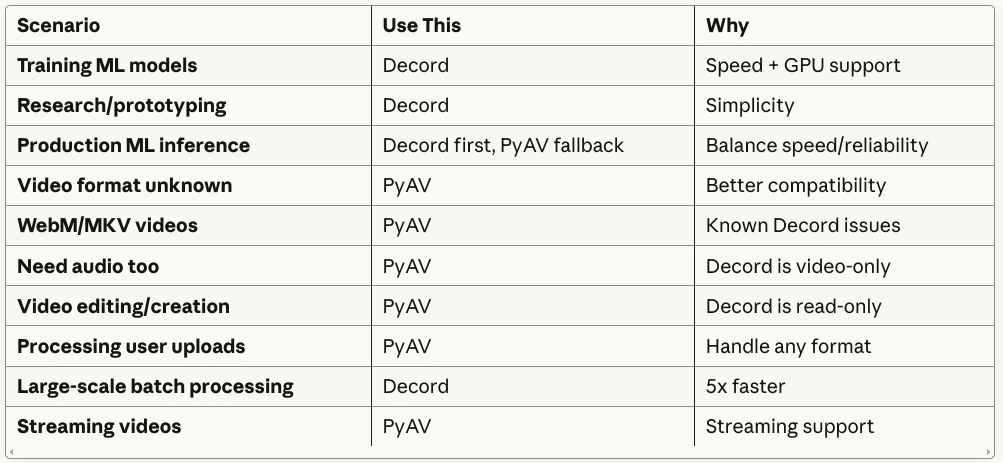 Scenario Use This Why
Training ML models Decord Speed + GPU support
Research/prototyping Decord Simplicity
Production ML inference Decord first, PyAV fallback Balance speed/reliability
Video format unknown PyAV Better compatibility
WebM/MKV videos PyAV Known Decord issues
Need audio too PyAV Decord is video-only
Video editing/creation PyAV Decord is read-only
Processing user uploads PyAV Handle any format
Large-scale batch processing Decord 5x faster
Streaming videos PyAV Streaming support